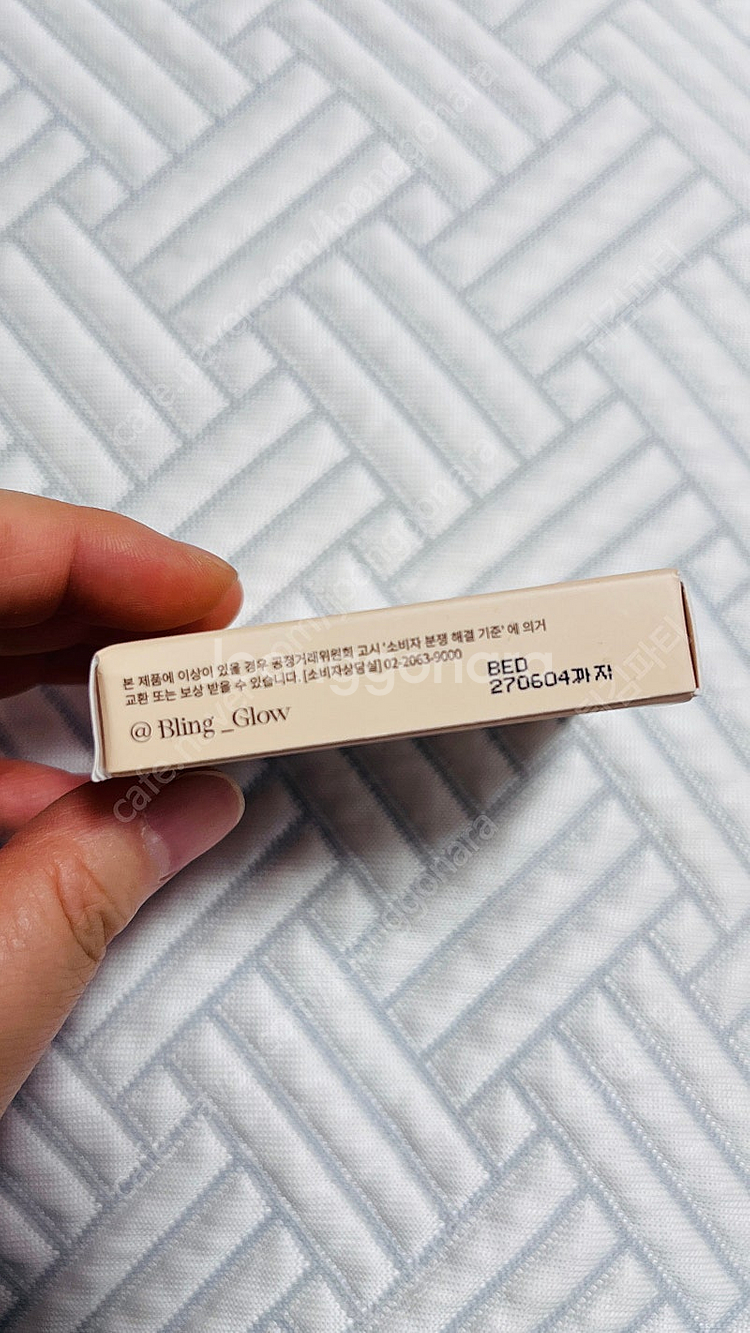 본 제품에 이상이 있을 경우 공정거래위원회 고시 '소비자 분쟁 해결 기준' 에 의거
교환 또는 보상 받을 수 있습니다. [소비자상담실] 02-2063-9000
@ Bling _Glow
BED
270604까지
joonggonara